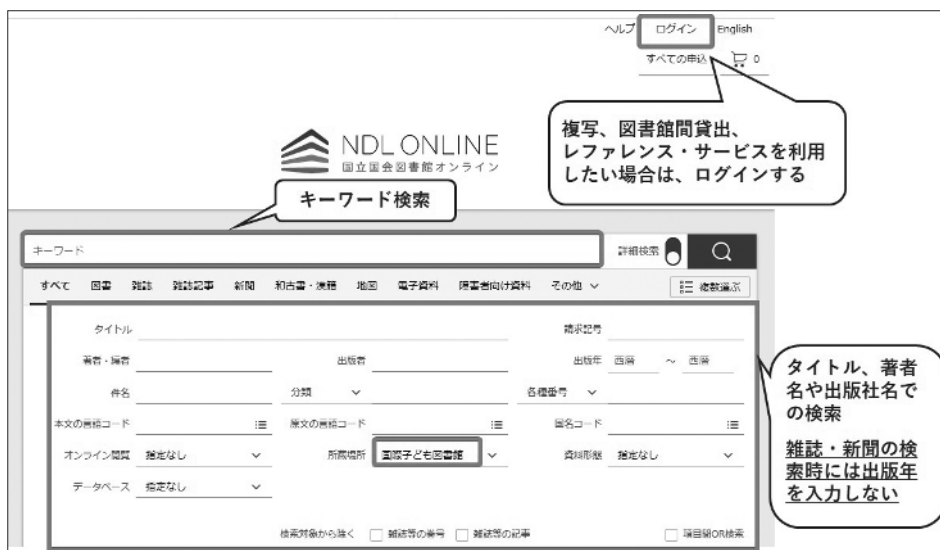 ヘルプ ログイン English
すべての申込 0
複写、図書館間貸出、
レファレンス・サービスを利用
したい場合は、ログインする
NDL ONLINE
国立国会図書館オンライン
キーワード検索
キーワード 詳細検索
すべて 図書 雑誌 雑誌記事 新聞 和古書・漢籍 地図 電子資料 障害者向け資料 その他 複数選ぶ
タイトル 請求記号
著者・編者 出版者 出版年 西暦 ～ 西暦
件名 分類 各種番号
本文の言語コード 原文の言語コード 国名コード
オンライン閲覧 指定なし 所蔵場所 国際子ども図書館 資料形態 指定なし
データベース 指定なし
検索対象から除く 雑誌等の巻号 雑誌等の記事 項目間OR検索
タイトル、著者
名や出版社名で
の検索
雑誌・新聞の検
索時には出版年
を入力しない